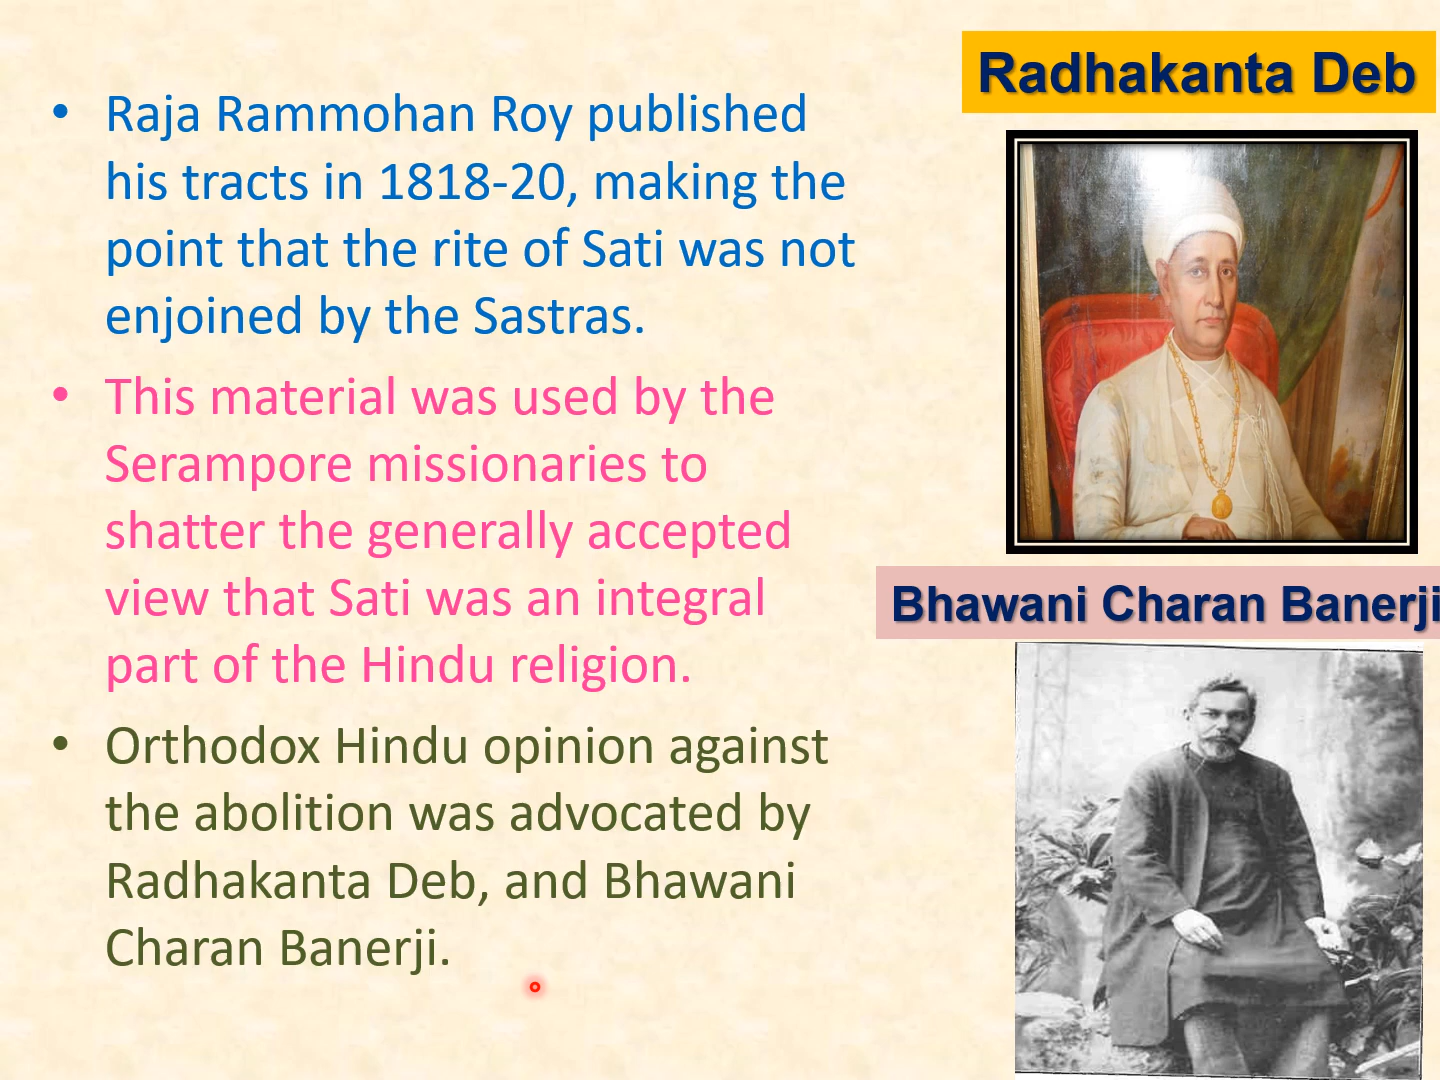 • Raja Rammohan Roy published
his tracts in 1818-20, making the
point that the rite of Sati was not
enjoined by the Sastras.
• This material was used by the
Serampore missionaries to
shatter the generally accepted
view that Sati was an integral
part of the Hindu religion.
• Orthodox Hindu opinion against
the abolition was advocated by
Radhakanta Deb, and Bhawani
Charan Banerji.
Radhakanta Deb
Bhawani Charan Banerji